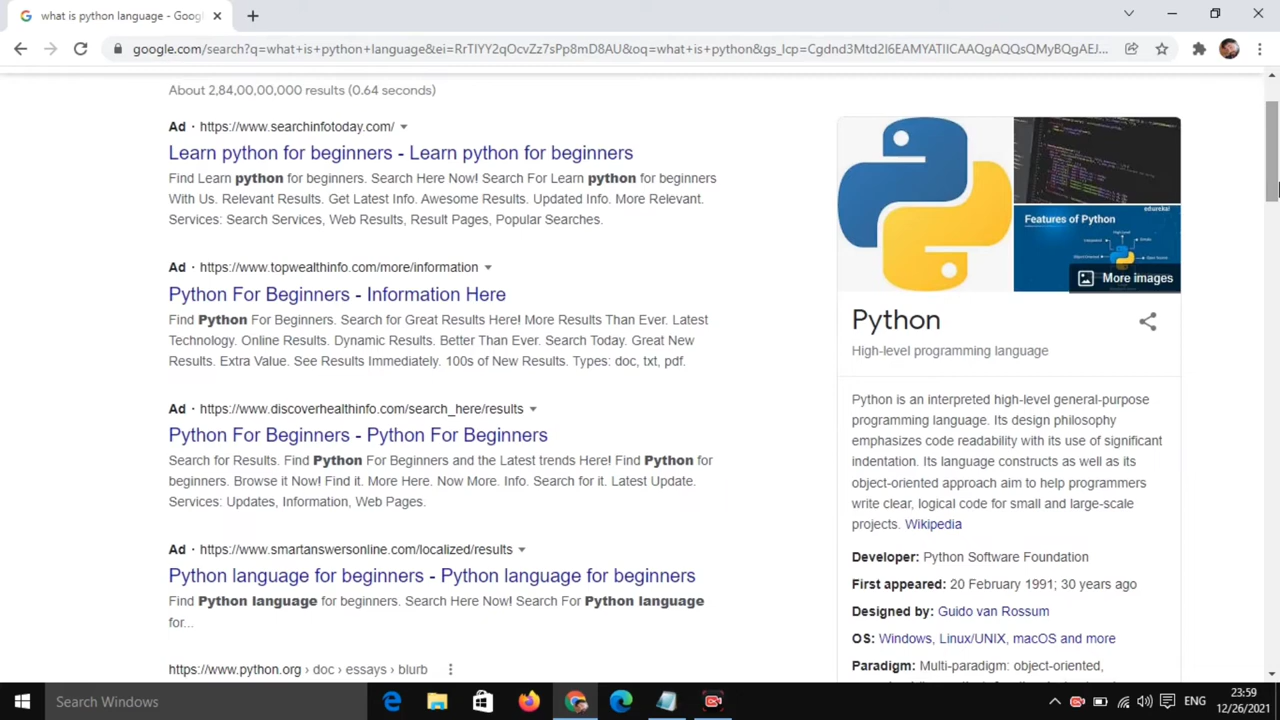 what is python language - Goog
google.com/search?q=what+is+python+language&ei=RrTlYY2qOcvZz7sPp8mD8AU&oq=what+is+python&gs_lcp=Cgdnd3Mtd2l6EAMYATIICAAQgAQQsQMyBQgAEJ...
About 2,84,00,00,000 results (0.64 seconds)
Ad · https://www.searchinfotoday.com/
Learn python for beginners - Learn python for beginners
Find Learn python for beginners. Search Here Now! Search For Learn python for beginners
With Us. Relevant Results. Get Latest Info. Awesome Results. Updated Info. More Relevant.
Services: Search Services, Web Results, Result Pages, Popular Searches.
Ad · https://www.topwealthinfo.com/more/information
Python For Beginners - Information Here
Find Python For Beginners. Search for Great Results Here! More Results Than Ever. Latest
Technology. Online Results. Dynamic Results. Better Than Ever. Search Today. Great New
Results. Extra Value. See Results Immediately. 100s of New Results. Types: doc, txt, pdf.
Ad · https://www.discoverhealthinfo.com/search_here/results
Python For Beginners - Python For Beginners
Search for Results. Find Python For Beginners and the Latest trends Here! Find Python for
beginners. Browse it Now! Find it. More Here. Now More. Info. Search for it. Latest Update.
Services: Updates, Information, Web Pages.
Ad · https://www.smartanswersonline.com/localized/results
Python language for beginners - Python language for beginners
Find Python language for beginners. Search Here Now! Search For Python language
for...
https://www.python.org › doc › essays › blurb
edureka!
Features of Python
More images
Python
High-level programming language
Python is an interpreted high-level general-purpose
programming language. Its design philosophy
emphasizes code readability with its use of significant
indentation. Its language constructs as well as its
object-oriented approach aim to help programmers
write clear, logical code for small and large-scale
projects. Wikipedia
Developer: Python Software Foundation
First appeared: 20 February 1991; 30 years ago
Designed by: Guido van Rossum
OS: Windows, Linux/UNIX, macOS and more
Paradigm: Multi-paradigm: object-oriented,
Search Windows
ENG
23:59
12/26/2021